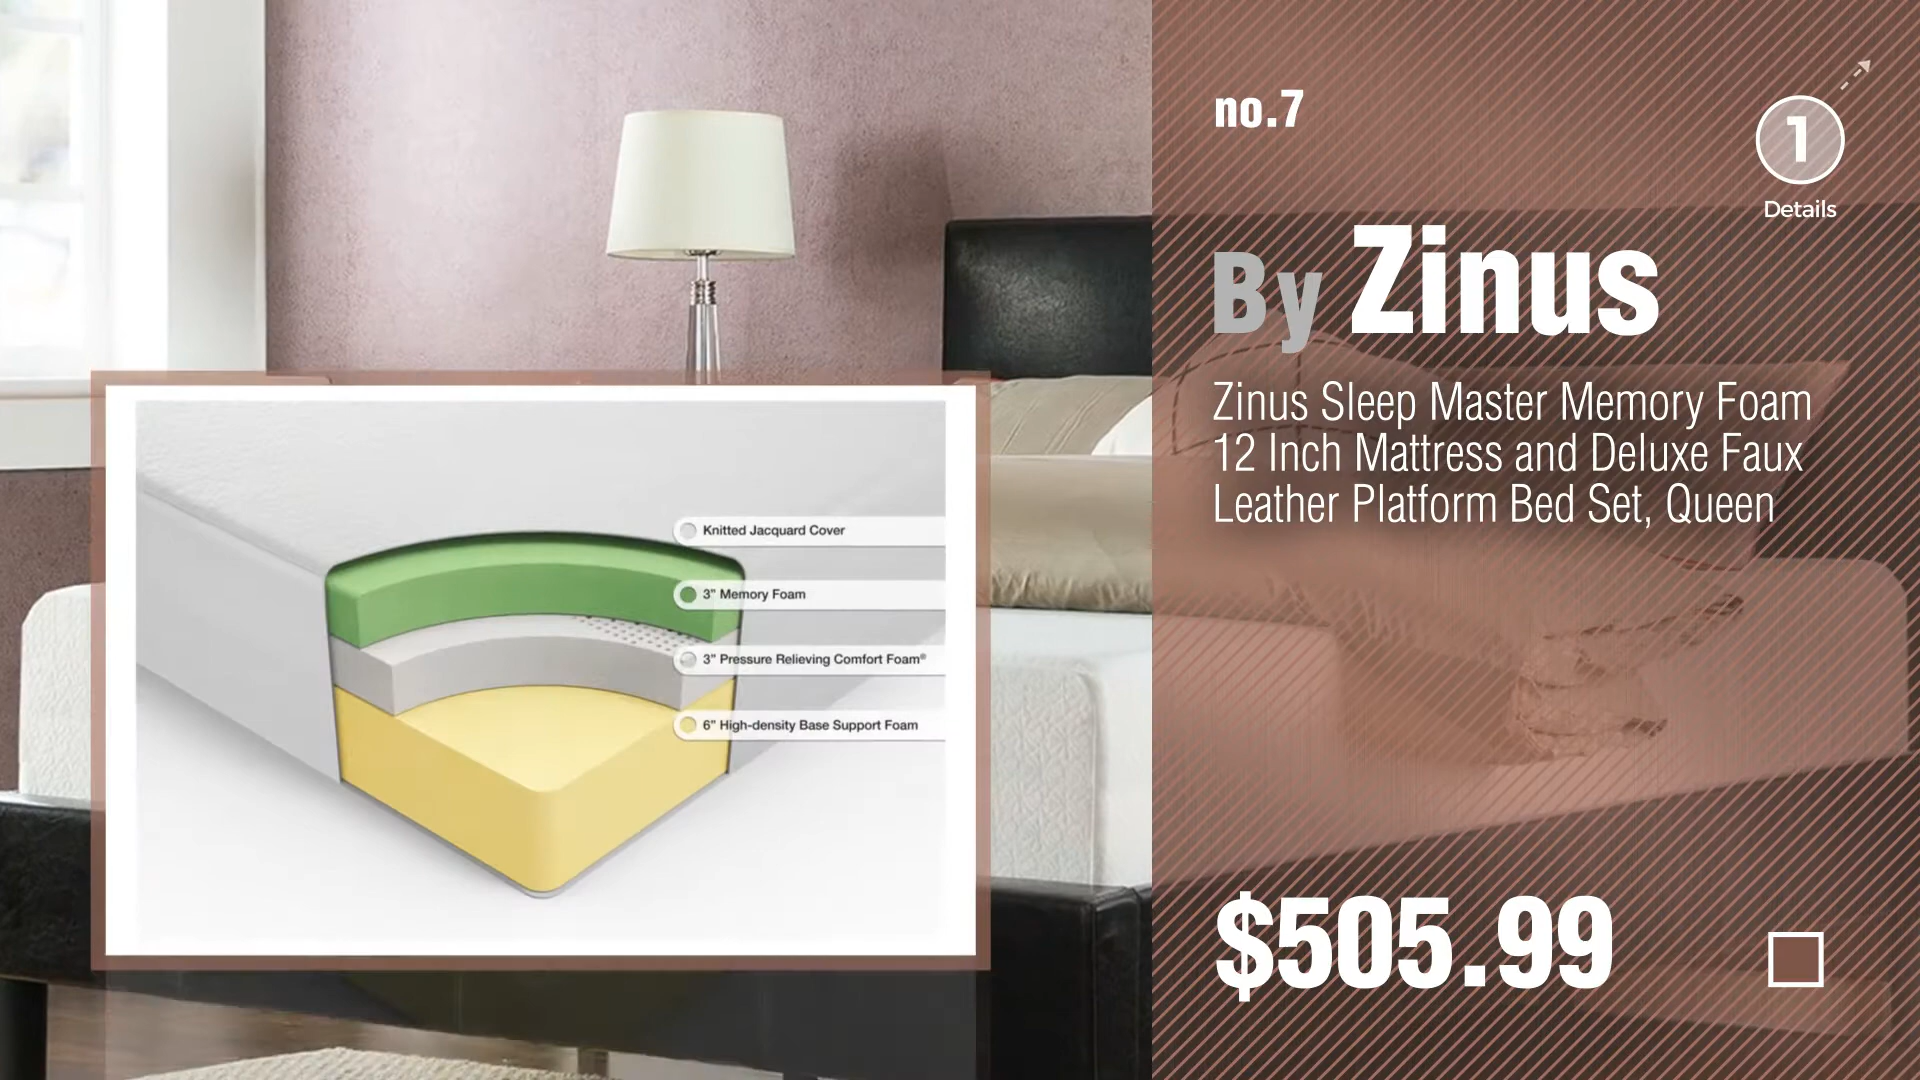 no.7
1
Details
By Zinus
Zinus Sleep Master Memory Foam
12 Inch Mattress and Deluxe Faux
Leather Platform Bed Set, Queen
$505.99
Knitted Jacquard Cover
3" Memory Foam
3" Pressure Relieving Comfort Foam®
6" High-density Base Support Foam